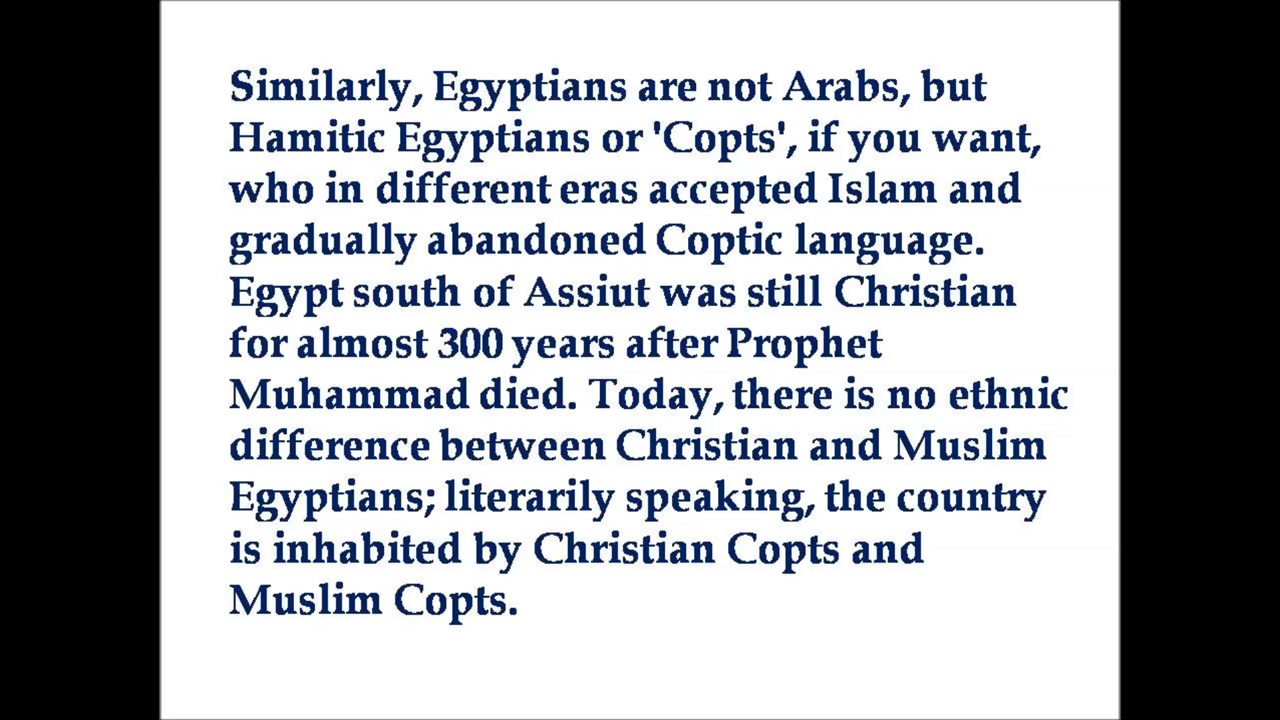 Similarly, Egyptians are not Arabs, but
Hamitic Egyptians or 'Copts', if you want,
who in different eras accepted Islam and
gradually abandoned Coptic language.
Egypt south of Assiut was still Christian
for almost 300 years after Prophet
Muhammad died. Today, there is no ethnic
difference between Christian and Muslim
Egyptians; literarily speaking, the country
is inhabited by Christian Copts and
Muslim Copts.